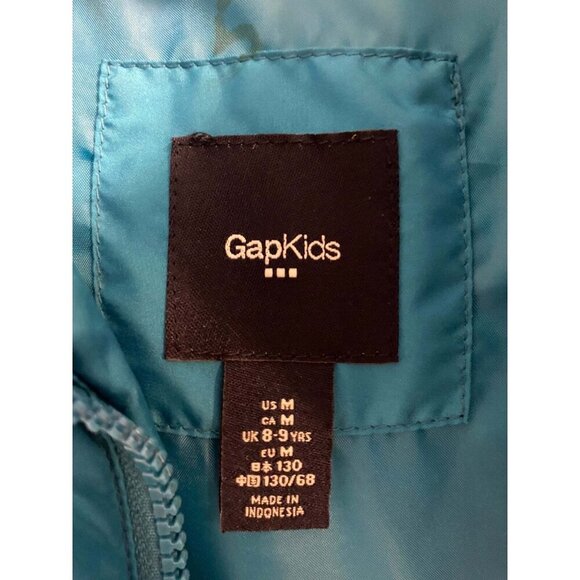 GapKids
US M
CA M
UK 8-9 YRS
EU M
日本 130
中国 130/68
MADE IN
INDONESIA